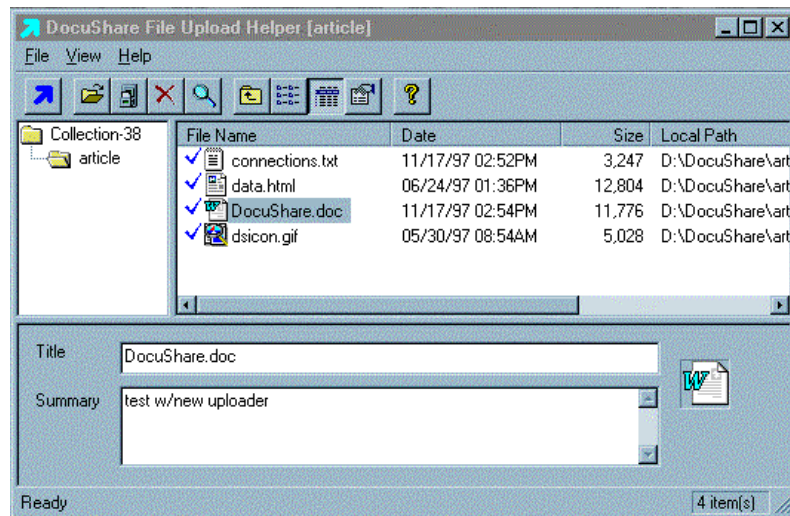 DocuShare File Upload Helper [article]
File View Help
Collection-38
article
File Name Date Size Local Path
connections.txt 11/17/97 02:52PM 3,247 D:\DocuShare\art
data.html 06/24/97 01:36PM 12,804 D:\DocuShare\art
DocuShare.doc 11/17/97 02:54PM 11,776 D:\DocuShare\art
dsicon.gif 05/30/97 08:54AM 5,028 D:\DocuShare\art
Title DocuShare.doc
Summary test w/new uploader
Ready 4 item(s)